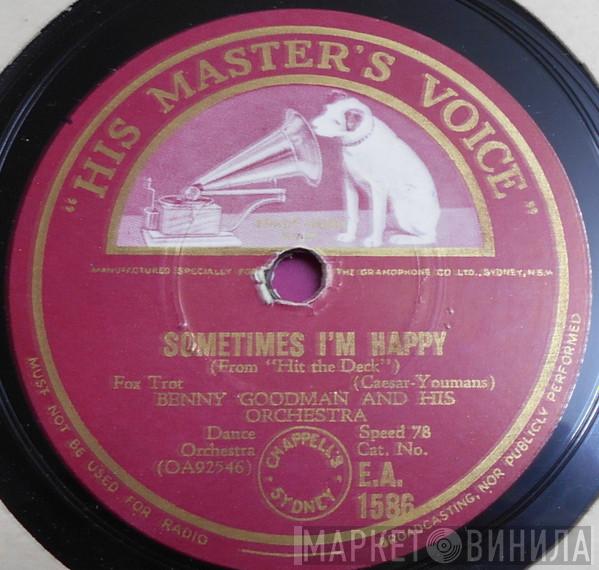 "HIS MASTER'S VOICE"
MANUFACTURED SPECIALLY FOR THE GRAMOPHONE CO LTD., SYDNEY, N.S.W.
SOMETIMES I'M HAPPY
(From "Hit the Deck")
Fox Trot (Caesar-Youmans)
BENNY GOODMAN AND HIS
ORCHESTRA
Dance Speed 78
Orchestra Cat. No.
(OA92546) E.A.
1586
CHAPPELL'S
SYDNEY
MUST NOT BE USED FOR RADIO BROADCASTING, NOR PUBLICLY PERFORMED
МАРКЕТ ВИНИЛА